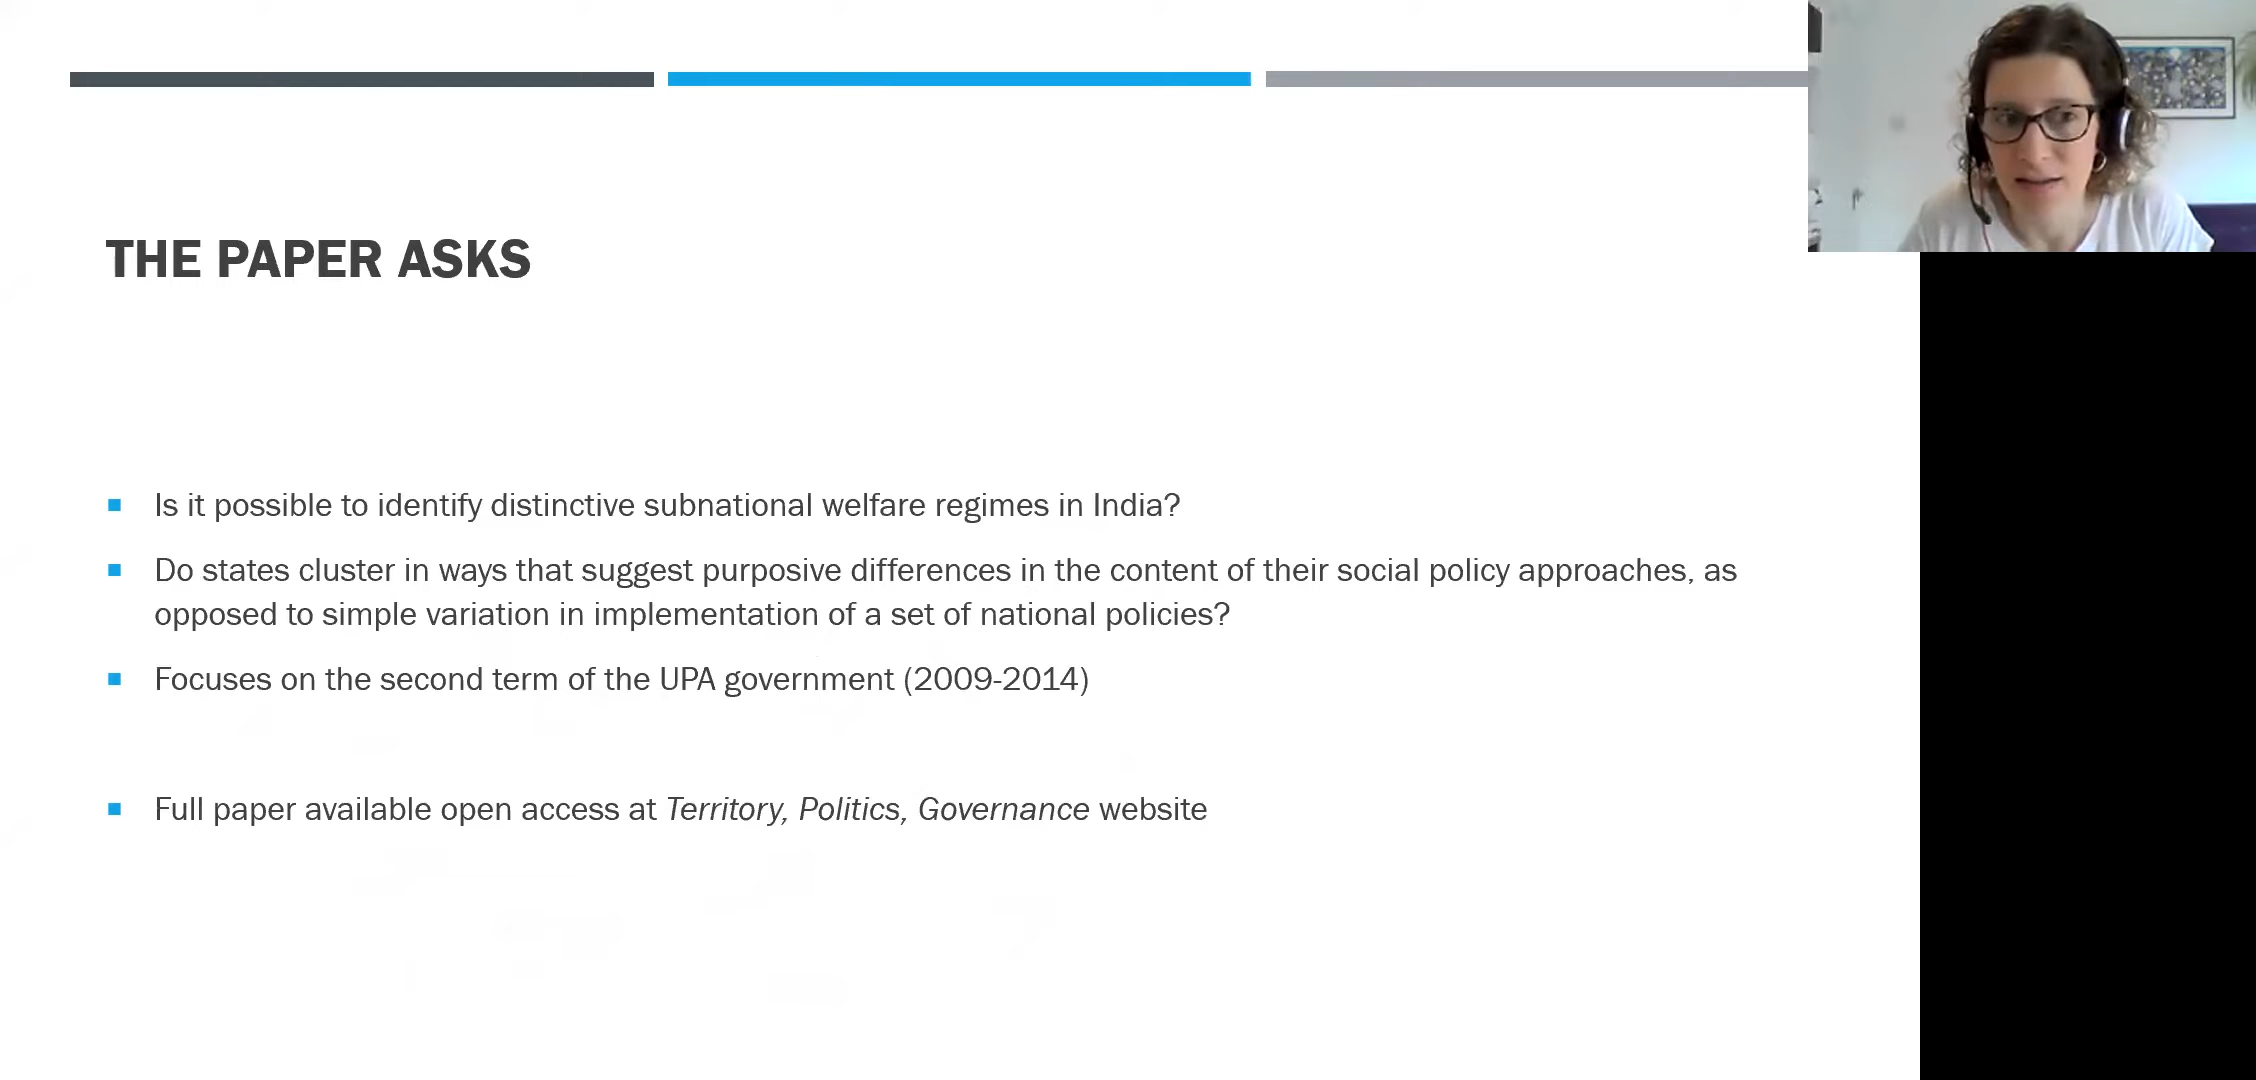 THE PAPER ASKS
Is it possible to identify distinctive subnational welfare regimes in India?
Do states cluster in ways that suggest purposive differences in the content of their social policy approaches, as
opposed to simple variation in implementation of a set of national policies?
Focuses on the second term of the UPA government (2009-2014)
Full paper available open access at Territory, Politics, Governance website